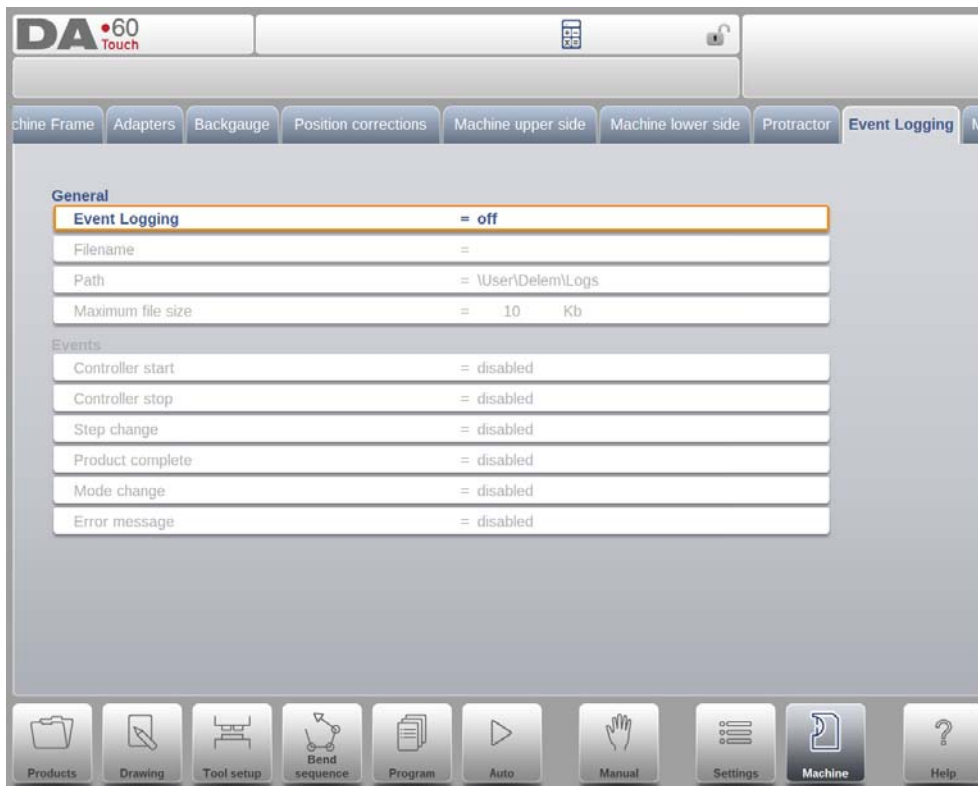 DA•60
Touch
chine Frame Adapters Backgauge Position corrections Machine upper side Machine lower side Protractor Event Logging M
General
Event Logging = off
Filename =
Path = \User\Delem\Logs
Maximum file size = 10 Kb
Events
Controller start = disabled
Controller stop = disabled
Step change = disabled
Product complete = disabled
Mode change = disabled
Error message = disabled
Products Drawing Tool setup Bend sequence Program Auto Manual Settings Machine Help